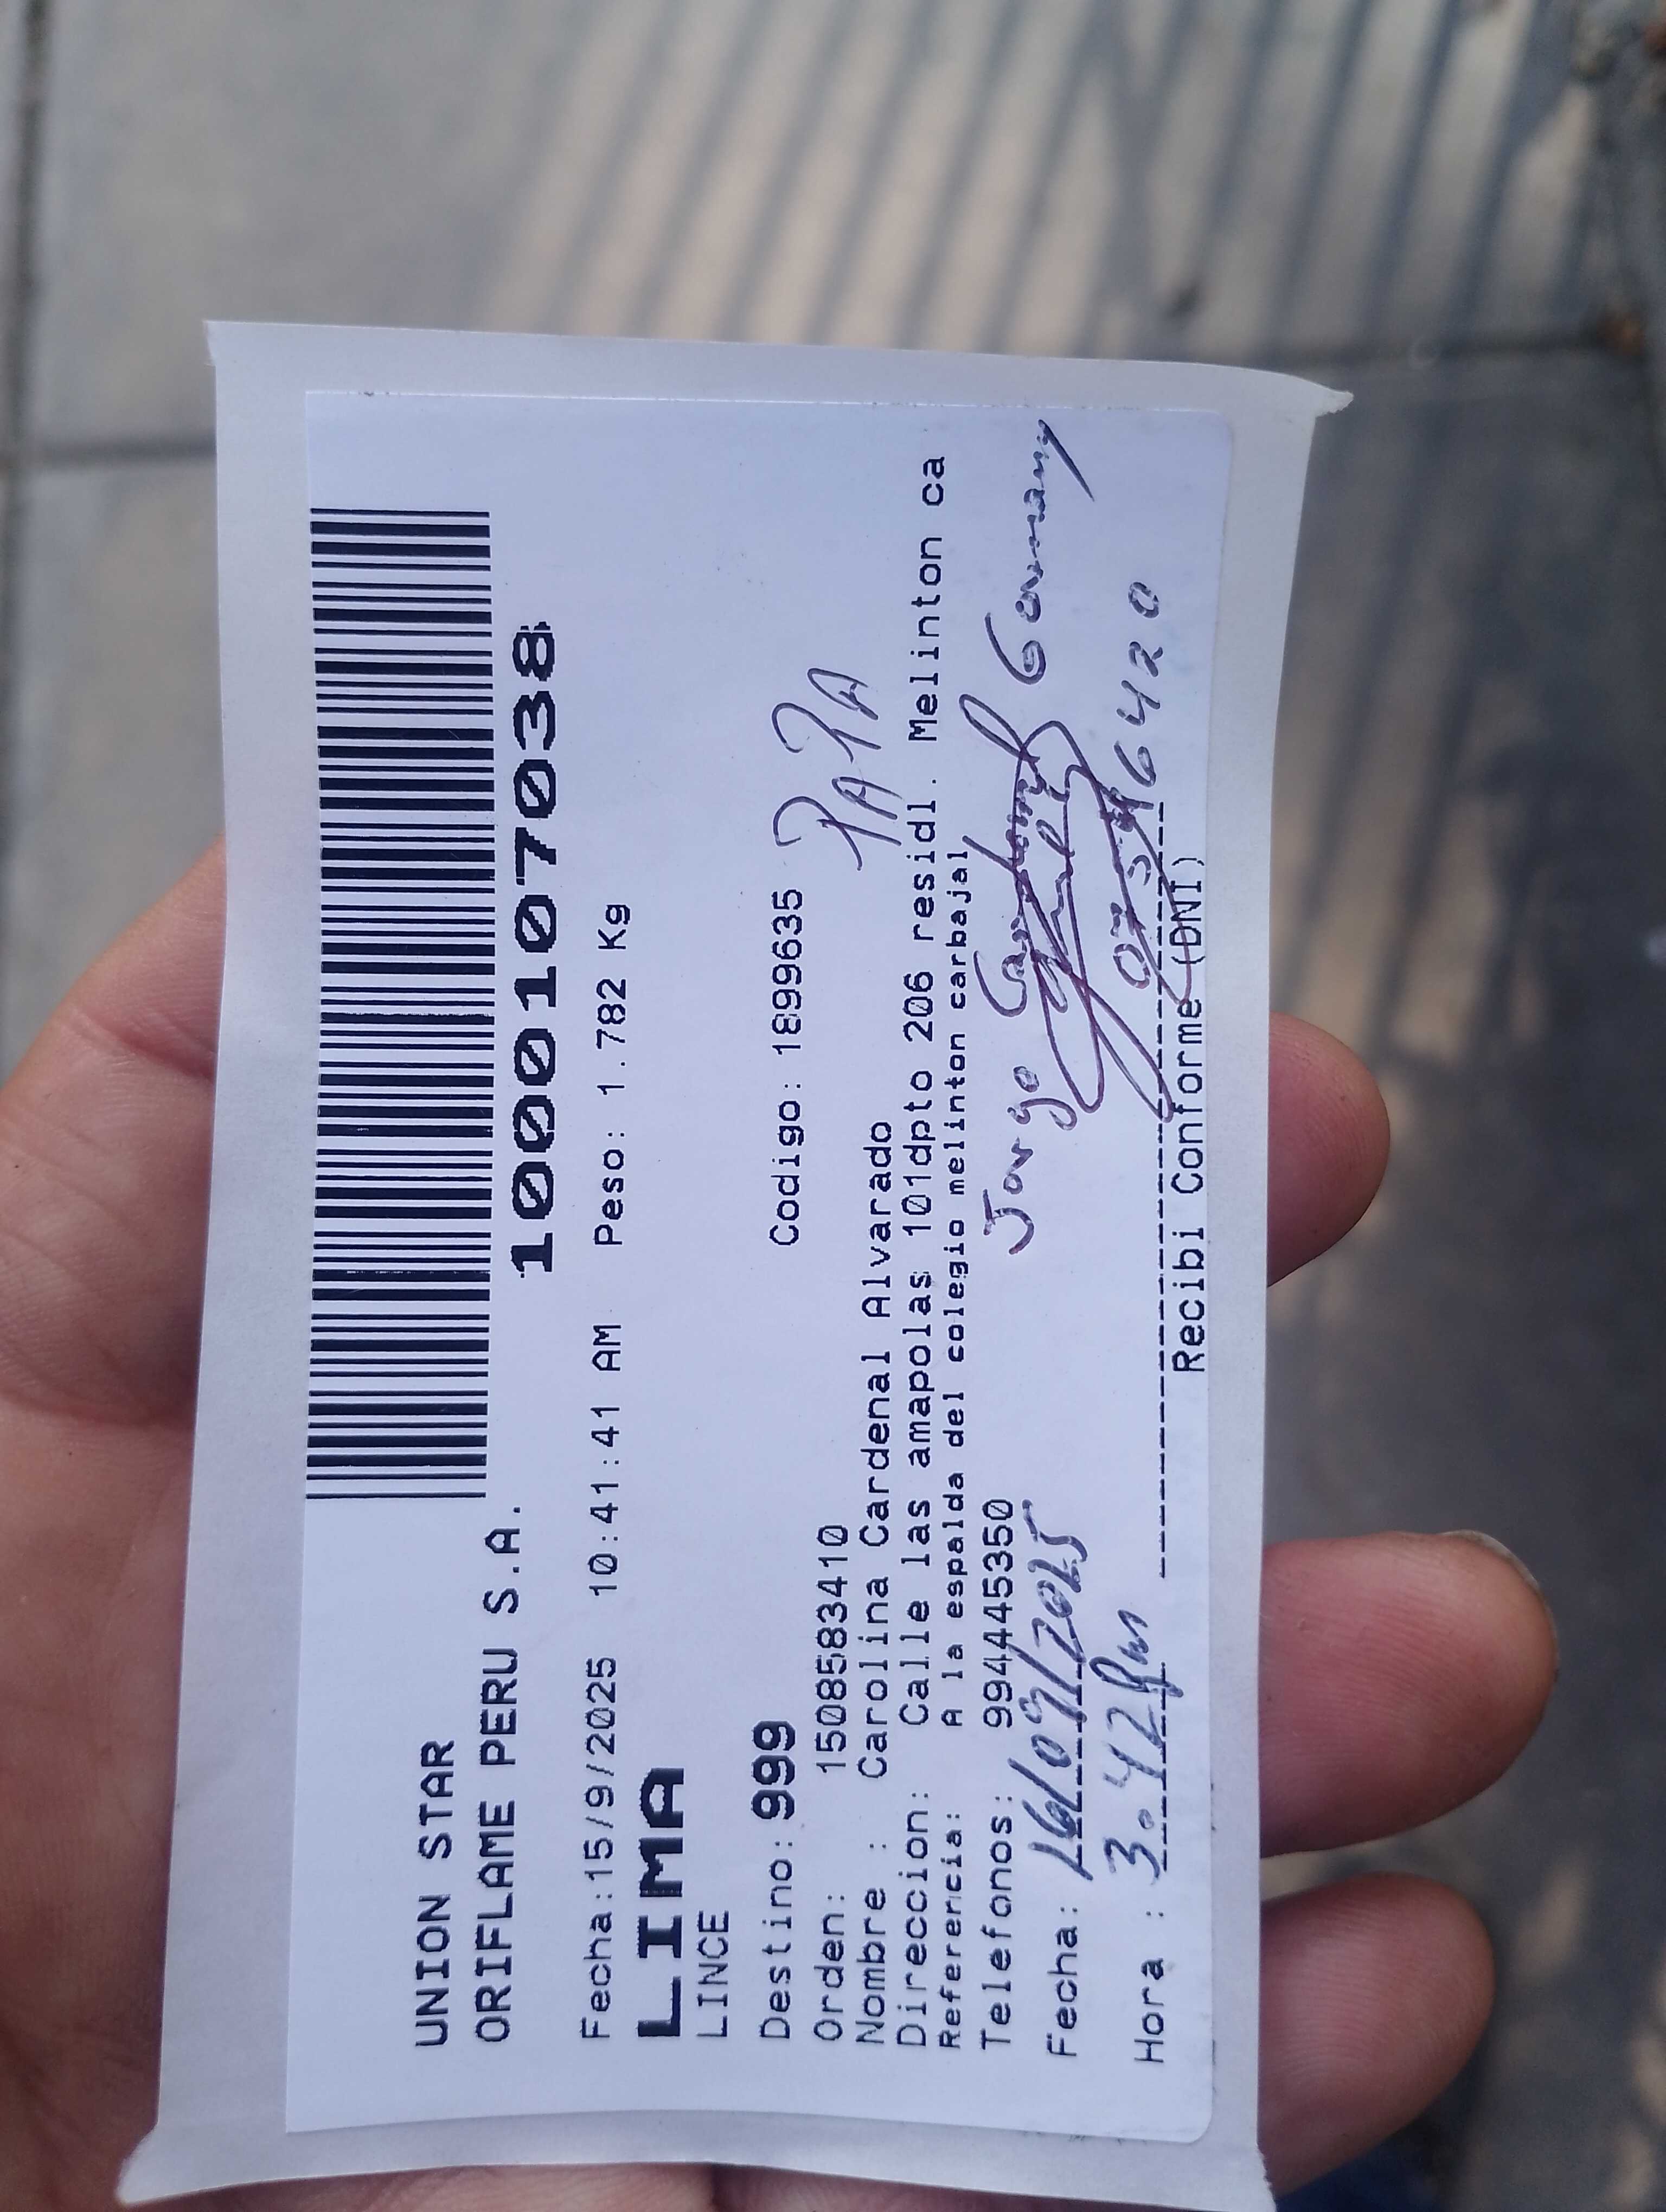 UNION STAR
ORIFLAME PERU S.A.
1000107038
Fecha:15/9/2025 10:41:41 AM Peso: 1.782 Kg
LIMA
LINCE
Destino:999 Codigo: 1899635
PAPA
Orden: 1508583410
Nombre : Carolina Cardenal Alvarado
Direccion: Calle las amapolas 101dpto 206 residl. Melinton ca
Referencia: A la espalda del colegio melinton carbajal
Telefonos: 994445350
Jorge
Fecha: 16/09/2025
Hora : 3.42 Pm
Recibi Conforme (DNI)